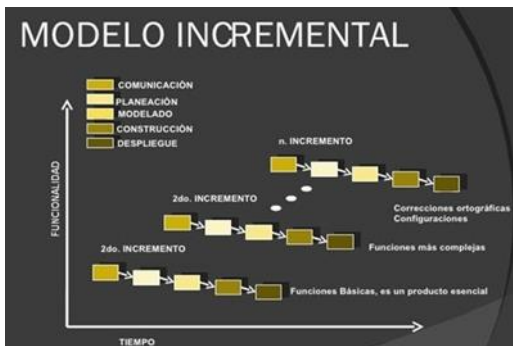 MODELO INCREMENTAL
COMUNICACIÓN
PLANEACIÓN
MODELADO
CONSTRUCCIÓN
DESPLIEGUE
n. INCREMENTO
FUNCIONALIDAD
2do. INCREMENTO
Correcciones ortográficas
Configuraciones
2do. INCREMENTO
Funciones más complejas
Funciones Básicas, es un producto esencial
TIEMPO